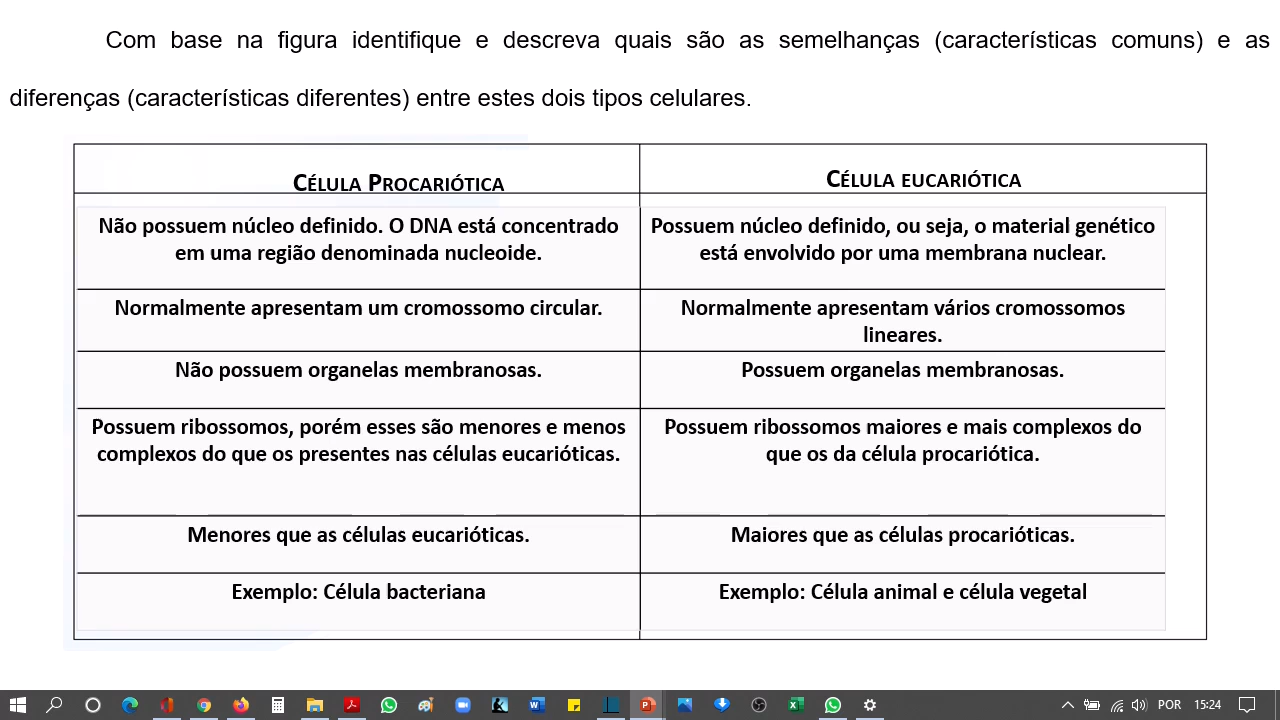 Com base na figura identifique e descreva quais são as semelhanças (características comuns) e as
diferenças (características diferentes) entre estes dois tipos celulares.
CÉLULA PROCARIÓTICA
CÉLULA EUCARIÓTICA
Não possuem núcleo definido. O DNA está concentrado
em uma região denominada nucleoide.
Possuem núcleo definido, ou seja, o material genético
está envolvido por uma membrana nuclear.
Normalmente apresentam um cromossomo circular.
Normalmente apresentam vários cromossomos
lineares.
Não possuem organelas membranosas.
Possuem organelas membranosas.
Possuem ribossomos, porém esses são menores e menos
complexos do que os presentes nas células eucarióticas.
Possuem ribossomos maiores e mais complexos do
que os da célula procariótica.
Menores que as células eucarióticas.
Maiores que as células procarióticas.
Exemplo: Célula bacteriana
Exemplo: Célula animal e célula vegetal
POR 15:24